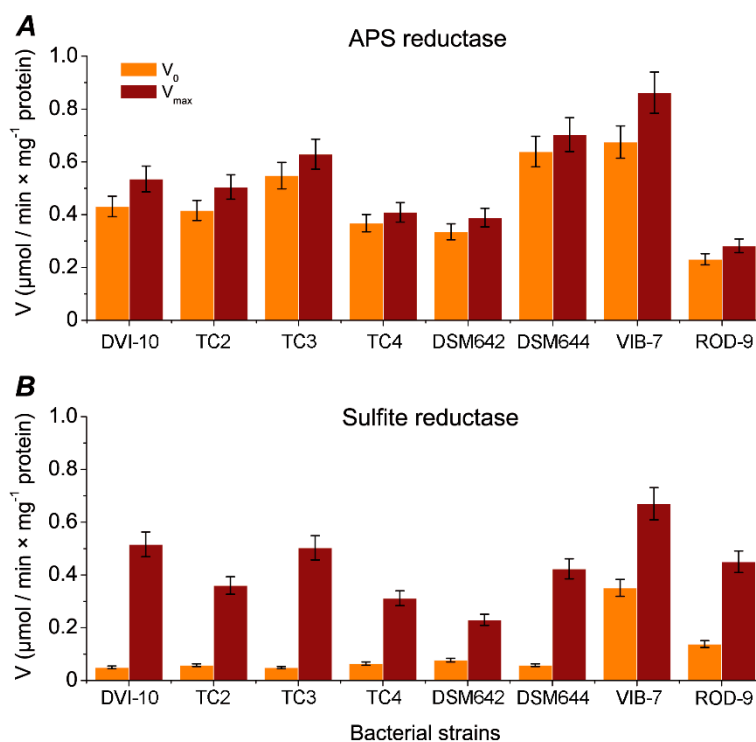 A
APS reductase
V0
Vmax
V (μmol / min × mg⁻¹ protein)
1.0
0.8
0.6
0.4
0.2
0
DVI-10 TC2 TC3 TC4 DSM642 DSM644 VIB-7 ROD-9
B
Sulfite reductase
V (μmol / min × mg⁻¹ protein)
1.0
0.8
0.6
0.4
0.2
0
DVI-10 TC2 TC3 TC4 DSM642 DSM644 VIB-7 ROD-9
Bacterial strains